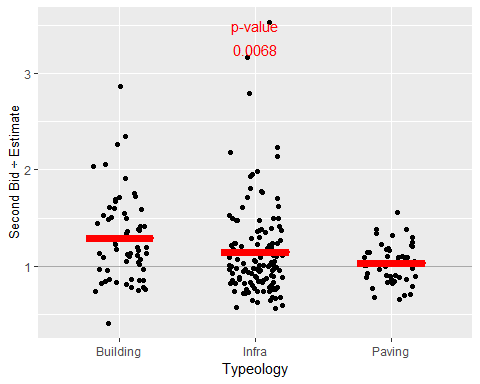 p-value
0.0068
3
2
1
Second Bid ÷ Estimate
Building Infra Paving
Typeology